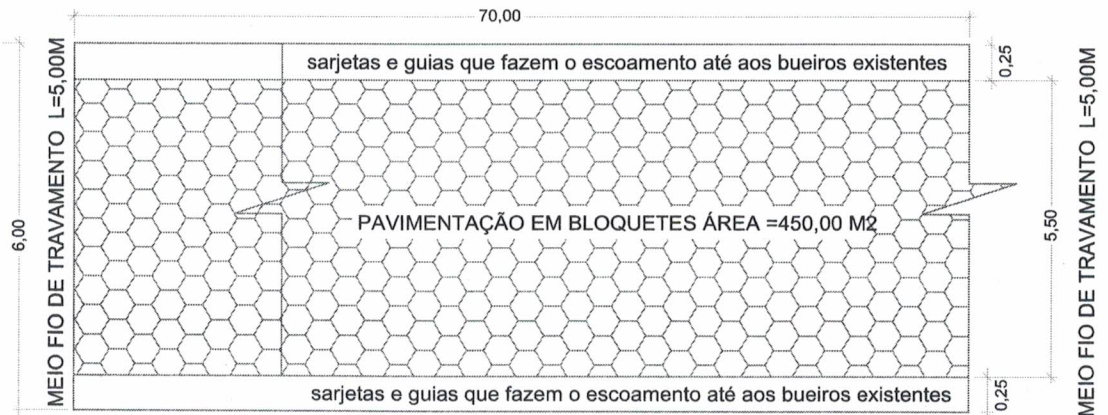 70,00
sarjetas e guias que fazem o escoamento até aos bueiros existentes
0,25
MEIO FIO DE TRAVAMENTO L=5,00M
6,00
PAVIMENTAÇÃO EM BLOQUETES ÁREA =450,00 M2
5,50
MEIO FIO DE TRAVAMENTO L=5,00M
sarjetas e guias que fazem o escoamento até aos bueiros existentes
0,25